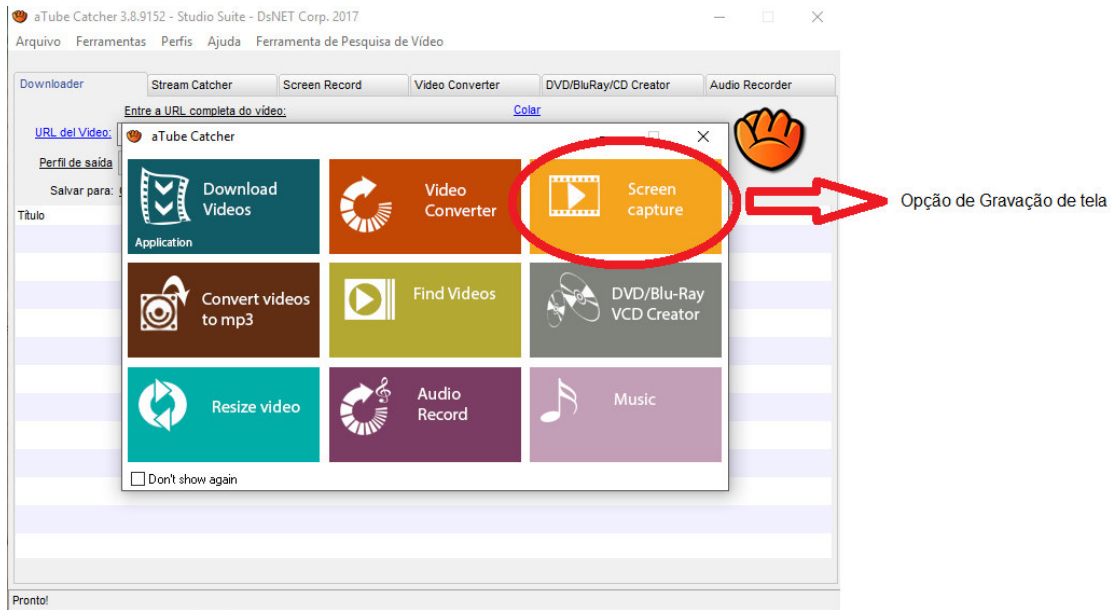 aTube Catcher 3.8.9152 - Studio Suite - DsNET Corp. 2017
Arquivo Ferramentas Perfis Ajuda Ferramenta de Pesquisa de Vídeo
Downloader Stream Catcher Screen Record Video Converter DVD/BluRay/CD Creator Audio Recorder
Entre a URL completa do vídeo: Colar
URL del Video:
aTube Catcher
Perfil de saída
Salvar para:
Título
Download
Videos
Application
Video
Converter
Screen
capture
Opção de Gravação de tela
Convert videos
to mp3
Find Videos
DVD/Blu-Ray
VCD Creator
Resize video
Audio
Record
Music
Don't show again
Pronto!